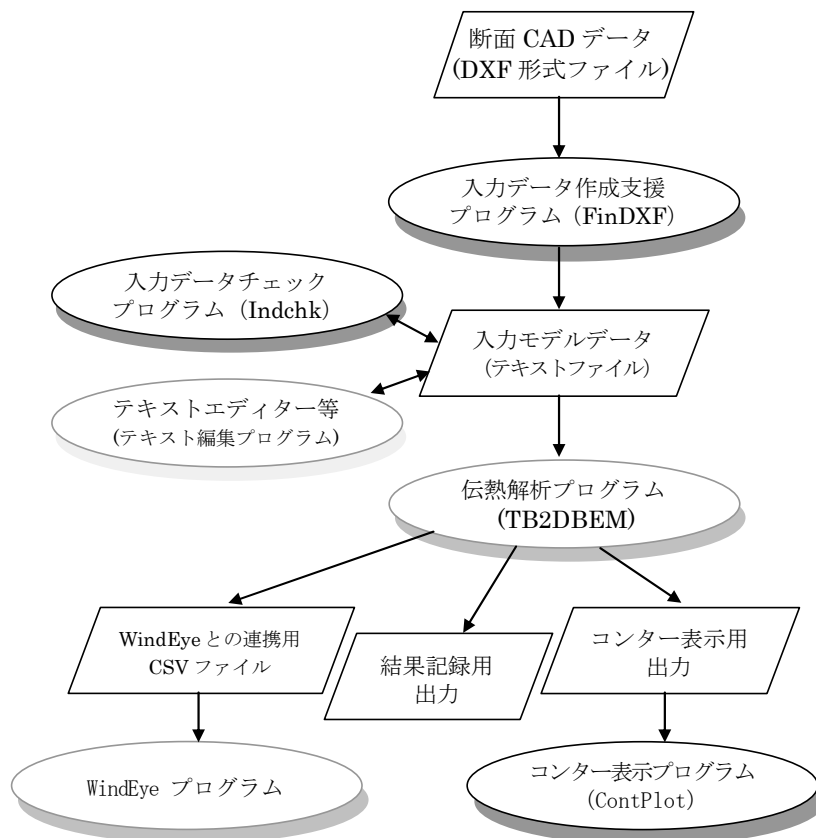 断面 CAD データ
(DXF 形式ファイル)
入力データ作成支援
プログラム (FinDXF)
入力データチェック
プログラム (Indchk)
入力モデルデータ
(テキストファイル)
テキストエディター等
(テキスト編集プログラム)
伝熱解析プログラム
(TB2DBEM)
WindEye との連携用
CSV ファイル
結果記録用
出力
コンター表示用
出力
WindEye プログラム
コンター表示プログラム
(ContPlot)